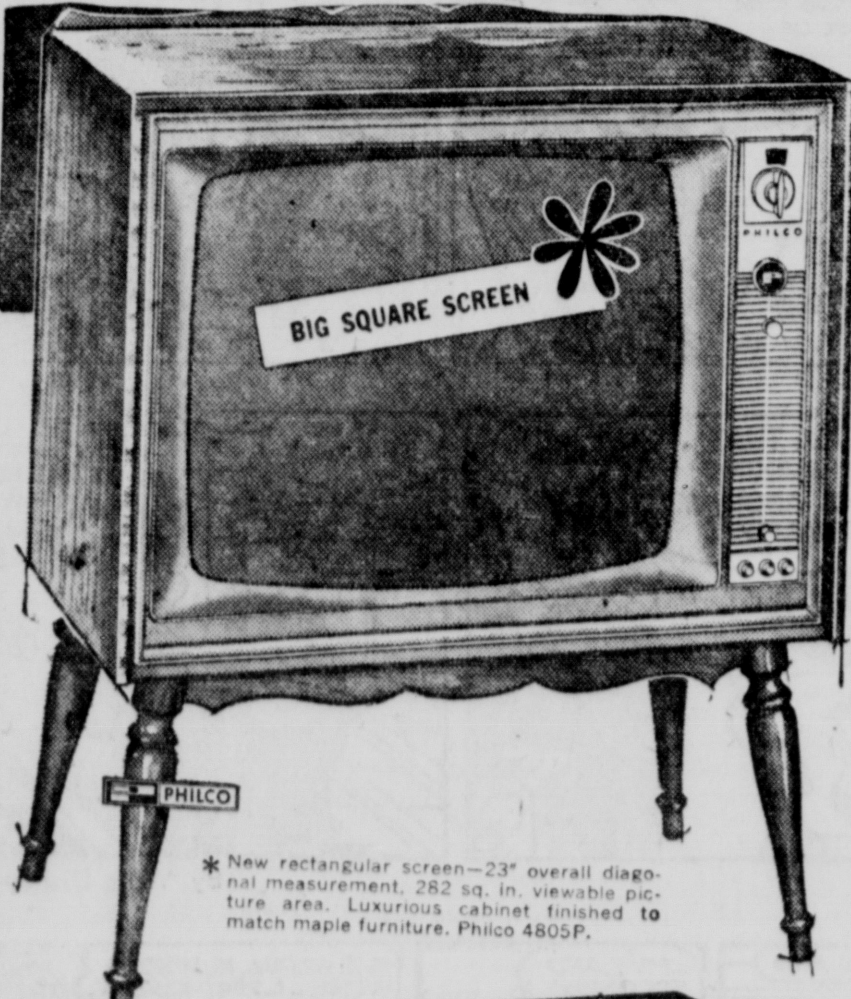 PHILCO
BIG SQUARE SCREEN
PHILCO
* New rectangular screen—23" overall diago-
nal measurement, 282 sq. in. viewable pic-
ture area. Luxurious cabinet finished to
match maple furniture. Philco 4805P.